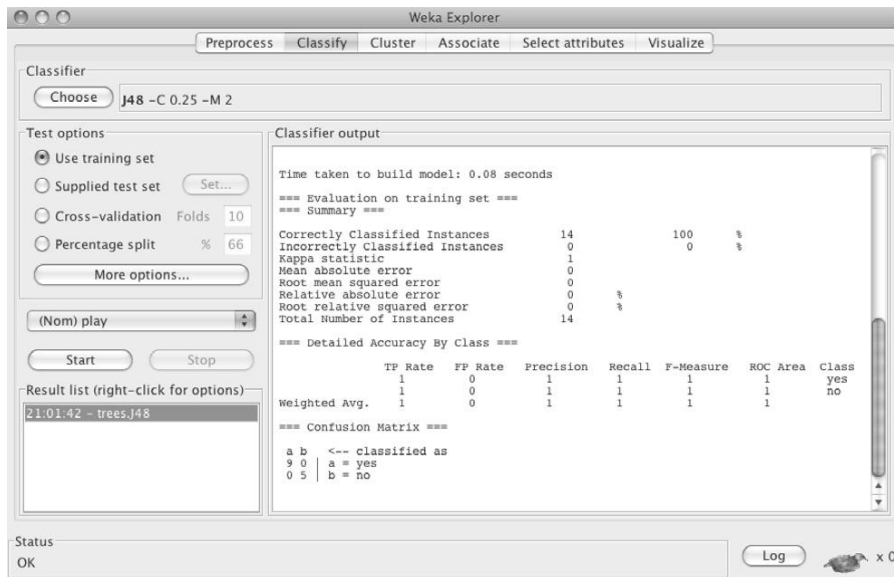 Weka Explorer
Preprocess Classify Cluster Associate Select attributes Visualize
Classifier
Choose J48 -C 0.25 -M 2
Test options
Use training set
Supplied test set Set...
Cross-validation Folds 10
Percentage split % 66
More options...
(Nom) play
Start Stop
Result list (right-click for options)
21:01:42 - trees.J48
Classifier output
Time taken to build model: 0.08 seconds
=== Evaluation on training set ===
=== Summary ===
Correctly Classified Instances 14 100 %
Incorrectly Classified Instances 0 0 %
Kappa statistic 1
Mean absolute error 0
Root mean squared error 0
Relative absolute error 0 %
Root relative squared error 0 %
Total Number of Instances 14
=== Detailed Accuracy By Class ===
TP Rate FP Rate Precision Recall F-Measure ROC Area Class
1 0 1 1 1 1 yes
1 0 1 1 1 1 no
Weighted Avg. 1 0 1 1 1 1
=== Confusion Matrix ===
a b <-- classified as
9 0 | a = yes
0 5 | b = no
Status
OK
Log
x 0